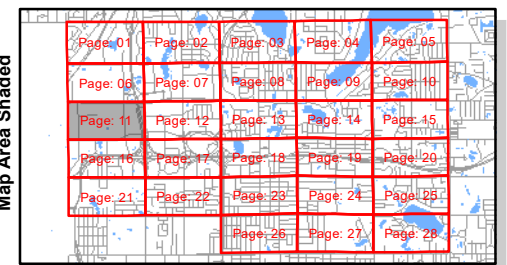 Map Area Shaded
Page: 01 Page: 02 Page: 03 Page: 04 Page: 05
Page: 06 Page: 07 Page: 08 Page: 09 Page: 10
Page: 11 Page: 12 Page: 13 Page: 14 Page: 15
Page: 16 Page: 17 Page: 18 Page: 19 Page: 20
Page: 21 Page: 22 Page: 23 Page: 24 Page: 25
Page: 26 Page: 27 Page: 28